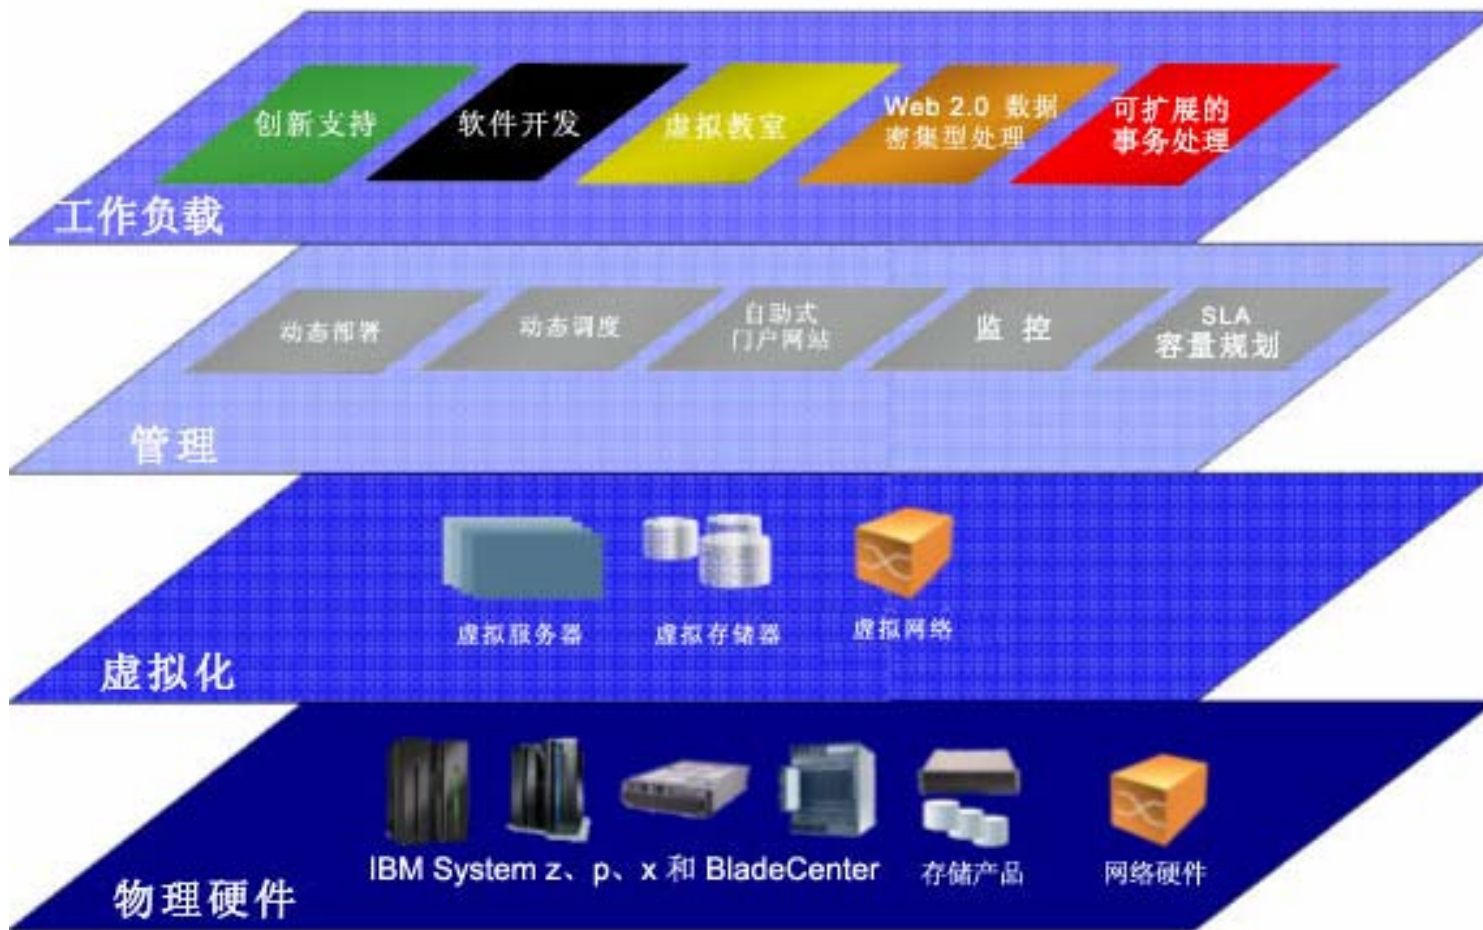 创新支持
软件开发
虚拟教室
Web 2.0 数据
密集型处理
可扩展的
事务处理
工作负载
动态部署
动态调度
自助式
门户网站
监 控
SLA
容量规划
管理
虚拟服务器
虚拟存储器
虚拟网络
虚拟化
IBM System z、p、x 和 BladeCenter
存储产品
网络硬件
物理硬件